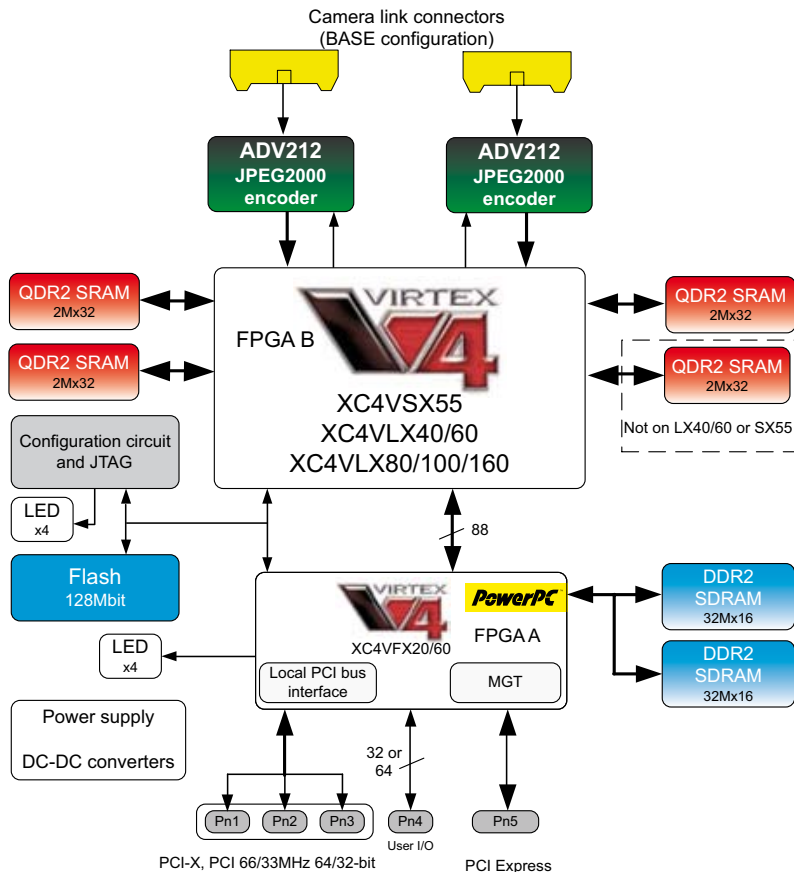 Camera link connectors
(BASE configuration)
ADV212
JPEG2000
encoder
ADV212
JPEG2000
encoder
QDR2 SRAM
2Mx32
QDR2 SRAM
2Mx32
VIRTEX
4
FPGA B
XC4VSX55
XC4VLX40/60
XC4VLX80/100/160
QDR2 SRAM
2Mx32
QDR2 SRAM
2Mx32
Not on LX40/60 or SX55
Configuration circuit
and JTAG
LED
x4
Flash
128Mbit
88
VIRTEX
4
PowerPC
XC4VFX20/60
FPGA A
Local PCI bus
interface
MGT
DDR2
SDRAM
32Mx16
DDR2
SDRAM
32Mx16
LED
x4
Power supply
DC-DC converters
32 or
64
Pn1
Pn2
Pn3
Pn4
Pn5
User I/O
PCI-X, PCI 66/33MHz 64/32-bit
PCI Express